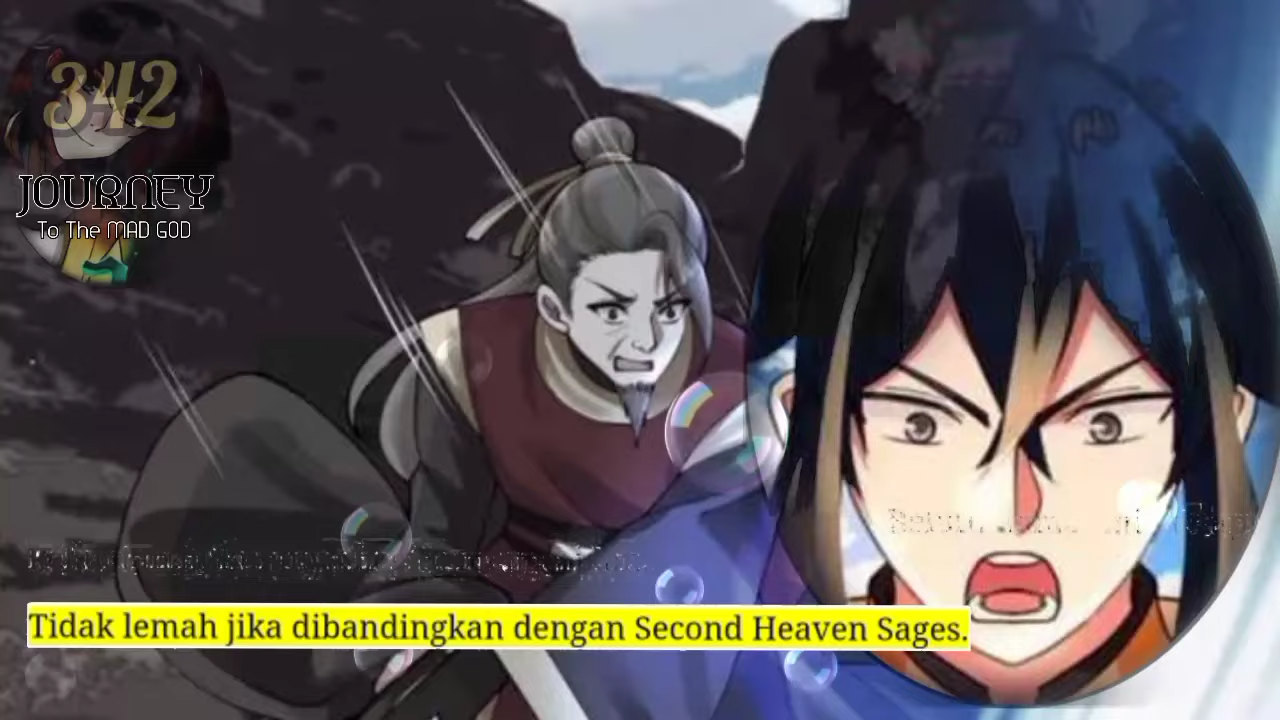 342
JOURNEY
To The MAD GOD
Tidak lemah jika dibandingkan dengan Second Heaven Sages.